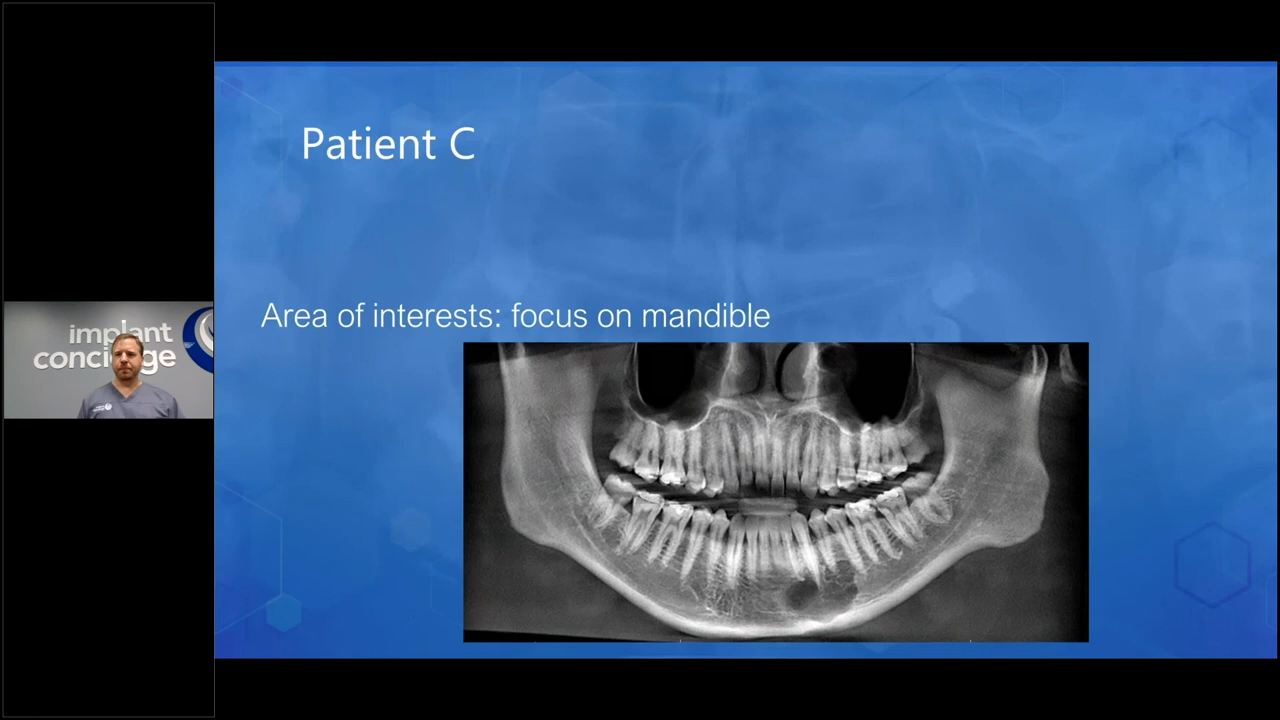 Patient C
Area of interests: focus on mandible
implant
concierge